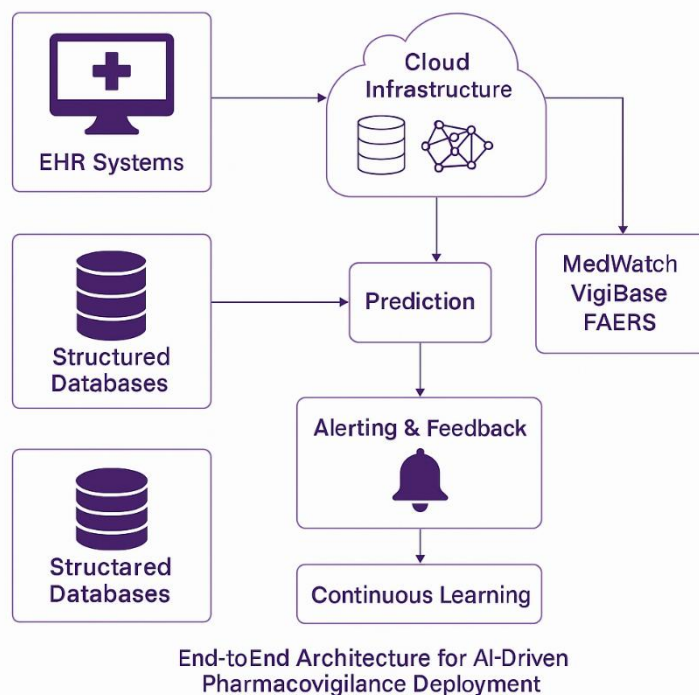 EHR Systems
Cloud
Infrastructure
MedWatch
VigiBase
FAERS
Structured
Databases
Prediction
Alerting & Feedback
Structared
Databases
Continuous Learning
End-toEnd Architecture for AI-Driven
Pharmacovigilance Deployment